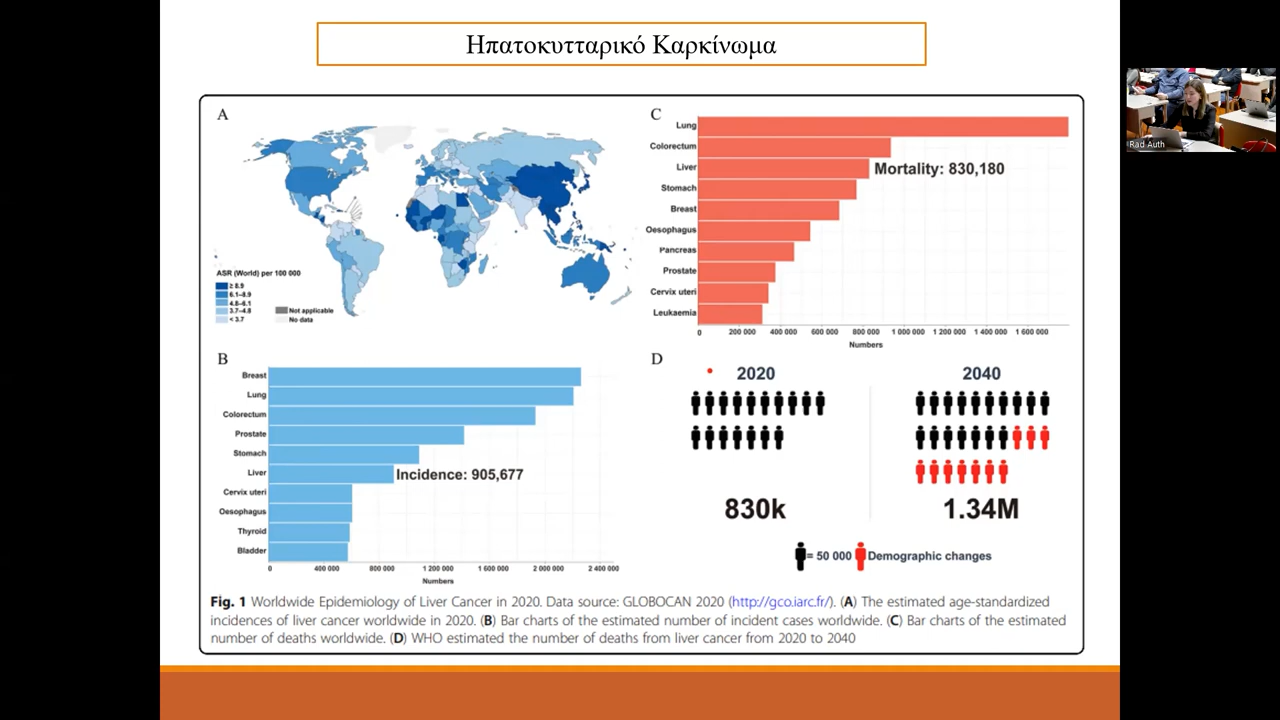 Ηπατοκυτταρικό Καρκίνωμα
Rad Auth
A
ASR (World) per 100 000
≥ 8.9
6.1–8.9
4.8–6.1
3.7–4.8
< 3.7
Not applicable
No data
C
Lung
Colorectum
Liver
Stomach
Breast
Oesophagus
Pancreas
Prostate
Cervix uteri
Leukaemia
Mortality: 830,180
0 200 000 400 000 600 000 800 000 1 000 000 1 200 000 1 400 000 1 600 000
Numbers
B
Breast
Lung
Colorectum
Prostate
Stomach
Liver
Cervix uteri
Oesophagus
Thyroid
Bladder
Incidence: 905,677
0 400 000 800 000 1 200 000 1 600 000 2 000 000 2 400 000
Numbers
D
2020 2040
830k 1.34M
= 50 000 Demographic changes
Fig. 1 Worldwide Epidemiology of Liver Cancer in 2020. Data source: GLOBOCAN 2020 (http://gco.iarc.fr/). (A) The estimated age-standardized
incidences of liver cancer worldwide in 2020. (B) Bar charts of the estimated number of incident cases worldwide. (C) Bar charts of the estimated
number of deaths worldwide. (D) WHO estimated the number of deaths from liver cancer from 2020 to 2040